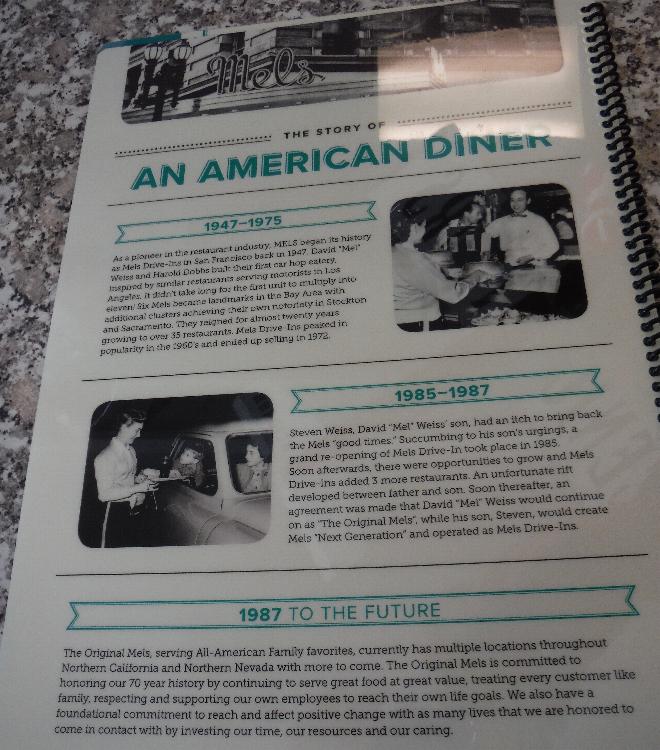 Mels
THE STORY OF
AN AMERICAN DINER
1947–1975
As a pioneer in the restaurant industry, MELS began its history
as Mels Drive-Ins in San Francisco back in 1947. David "Mel"
Weiss and Harold Dobbs built their first car hop eatery,
inspired by similar restaurants serving motorists in Los
Angeles. It didn't take long for the first unit to multiply into
eleven! Six Mels became landmarks in the Bay Area with
additional clusters achieving their own notoriety in Stockton
and Sacramento. They reigned for almost twenty years
growing to over 35 restaurants. Mels Drive-Ins peaked in
popularity in the 1960's and ended up selling in 1972.
1985–1987
Steven Weiss, David "Mel" Weiss' son, had an itch to bring back
the Mels "good times." Succumbing to his son's urgings, a
grand re-opening of Mels Drive-In took place in 1985.
Soon afterwards, there were opportunities to grow and Mels
Drive-Ins added 3 more restaurants. An unfortunate rift
developed between father and son. Soon thereafter, an
agreement was made that David "Mel" Weiss would continue
on as "The Original Mels", while his son, Steven, would create
Mels "Next Generation" and operated as Mels Drive-Ins.
1987 TO THE FUTURE
The Original Mels, serving All-American Family favorites, currently has multiple locations throughout
Northern California and Northern Nevada with more to come. The Original Mels is committed to
honoring our 70 year history by continuing to serve great food at great value, treating every customer like
family, respecting and supporting our own employees to reach their own life goals. We also have a
foundational commitment to reach and affect positive change with as many lives that we are honored to
come in contact with by investing our time, our resources and our caring.